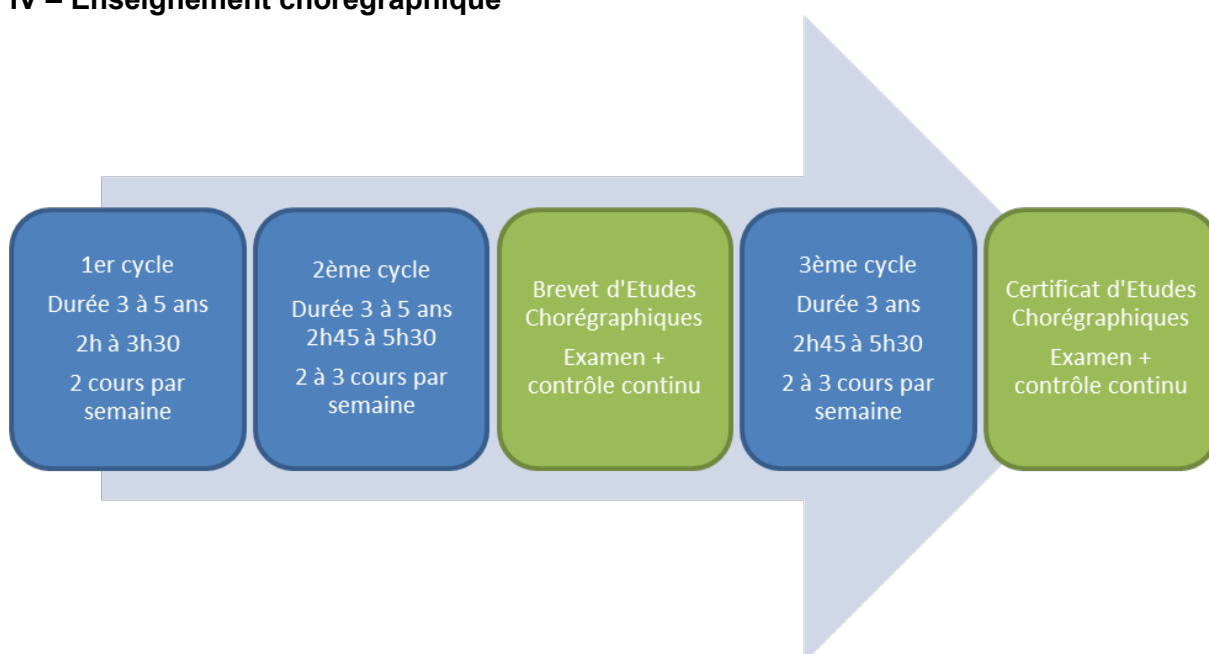 IV – Enseignement chorégraphique
1er cycle
Durée 3 à 5 ans
2h à 3h30
2 cours par
semaine
2ème cycle
Durée 3 à 5 ans
2h45 à 5h30
2 à 3 cours par
semaine
Brevet d'Etudes
Chorégraphiques
Examen +
contrôle continu
3ème cycle
Durée 3 ans
2h45 à 5h30
2 à 3 cours par
semaine
Certificat d'Etudes
Chorégraphiques
Examen +
contrôle continu